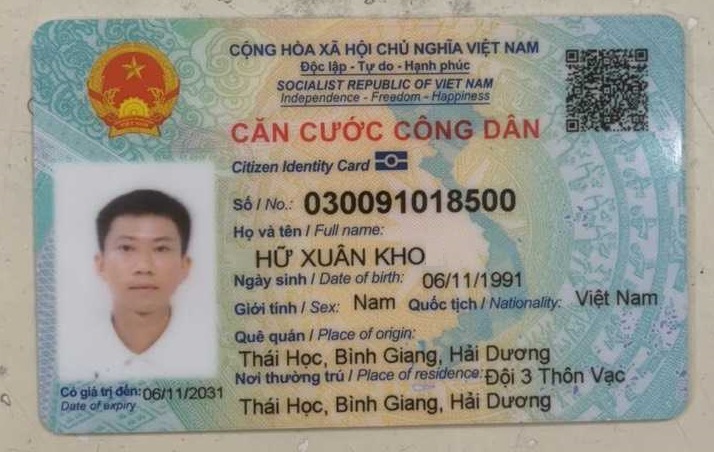 CỘNG HÒA XÃ HỘI CHỦ NGHĨA VIỆT NAM
Độc lập - Tự do - Hạnh phúc
SOCIALIST REPUBLIC OF VIET NAM
Independence - Freedom - Happiness
CĂN CƯỚC CÔNG DÂN
Citizen Identity Card
Số / No.: 030091018500
Họ và tên / Full name:
HỮ XUÂN KHO
Ngày sinh / Date of birth: 06/11/1991
Giới tính / Sex: Nam Quốc tịch / Nationality: Việt Nam
Quê quán / Place of origin:
Thái Học, Bình Giang, Hải Dương
Nơi thường trú / Place of residence: Đội 3 Thôn Vạc
Thái Học, Bình Giang, Hải Dương
Có giá trị đến: 06/11/2031
Date of expiry